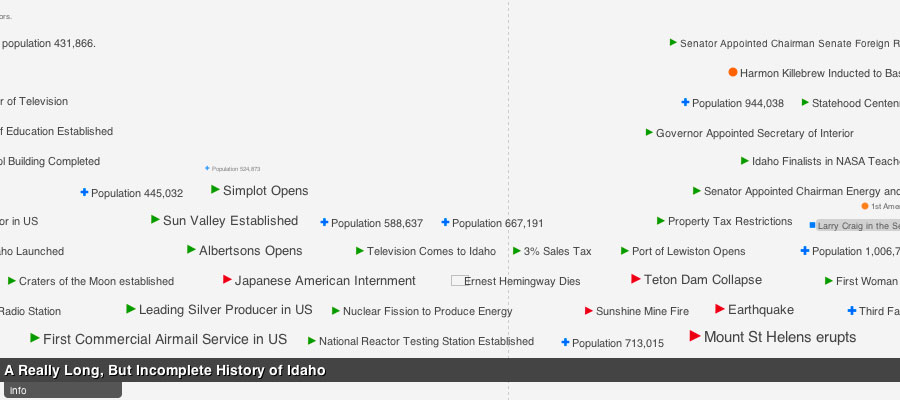 ors.
population 431,866.
Senator Appointed Chairman Senate Foreign R
Harmon Killebrew Inducted to Bas
r of Television
Population 944,038
Statehood Centen
f Education Established
Governor Appointed Secretary of Interior
ol Building Completed
Idaho Finalists in NASA Teach
Population 524,873
Population 445,032
Simplot Opens
Senator Appointed Chairman Energy and
1st Ame
or in US
Sun Valley Established
Population 588,637
Population 667,191
Property Tax Restrictions
Larry Craig in the Se
aho Launched
Albertsons Opens
Television Comes to Idaho
3% Sales Tax
Port of Lewiston Opens
Population 1,006,7
Craters of the Moon established
Japanese American Internment
Ernest Hemingway Dies
Teton Dam Collapse
First Woman
Radio Station
Leading Silver Producer in US
Nuclear Fission to Produce Energy
Sunshine Mine Fire
Earthquake
Third Fa
First Commercial Airmail Service in US
National Reactor Testing Station Established
Population 713,015
Mount St Helens erupts
A Really Long, But Incomplete History of Idaho
info